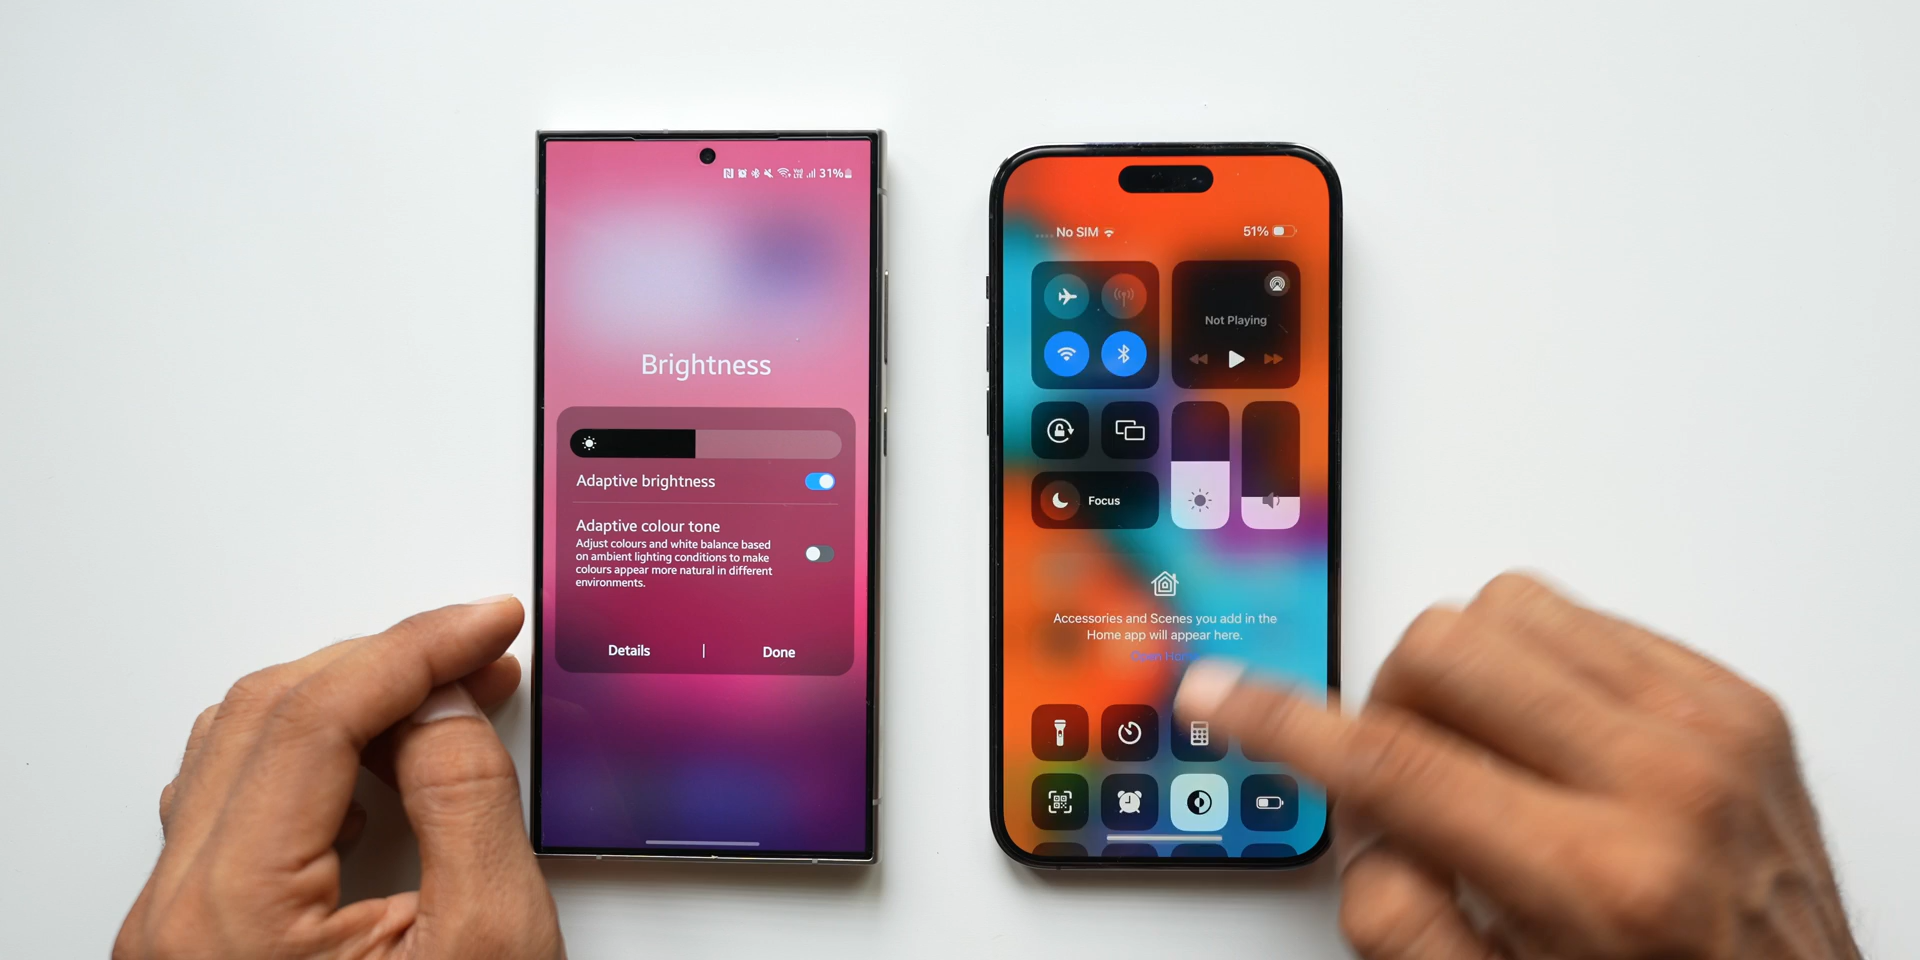 31%
Brightness
Adaptive brightness
Adaptive colour tone
Adjust colours and white balance based
on ambient lighting conditions to make
colours appear more natural in different
environments.
Details
Done
No SIM
51%
Not Playing
Focus
Accessories and Scenes you add in the
Home app will appear here.
Open